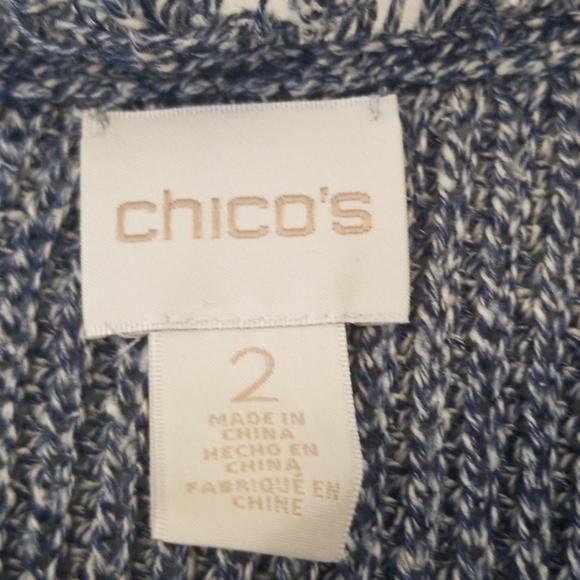 chico's
2
MADE IN
CHINA
HECHO EN
CHINA
FABRIQUÉ EN
CHINE